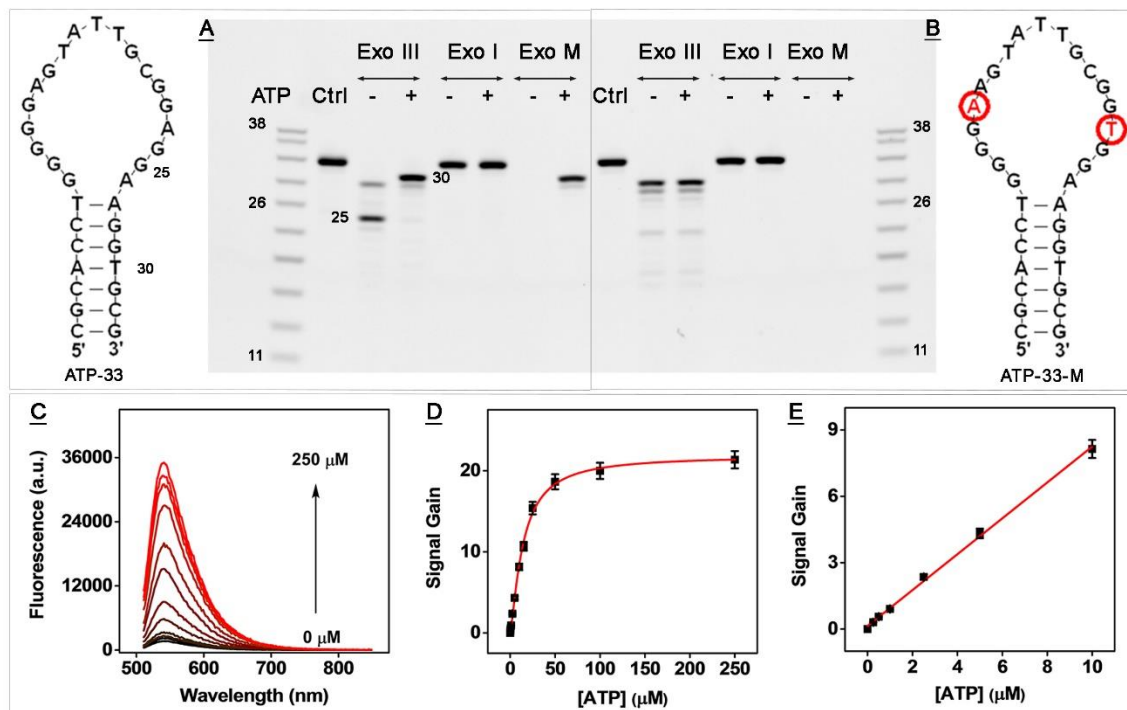 A
B
Exo III Exo I Exo M
Exo III Exo I Exo M
ATP Ctrl - + - + - +
Ctrl - + - + - +
38
26
11
30
25
38
26
11
CGCACCTGGGGGAGTATTGCGGAGGAAGGTGCG
25
30
5' 3'
ATP-33
CGCACCTGGGGAAGTATTGCGGTGGAAGGTGCG
5' 3'
ATP-33-M
C
Fluorescence (a.u.)
36000
24000
12000
0
250 μM
0 μM
500 600 700 800
Wavelength (nm)
D
Signal Gain
20
10
0
0 50 100 150 200 250
[ATP] (μM)
E
Signal Gain
9
6
3
0
0 2 4 6 8 10
[ATP] (μM)